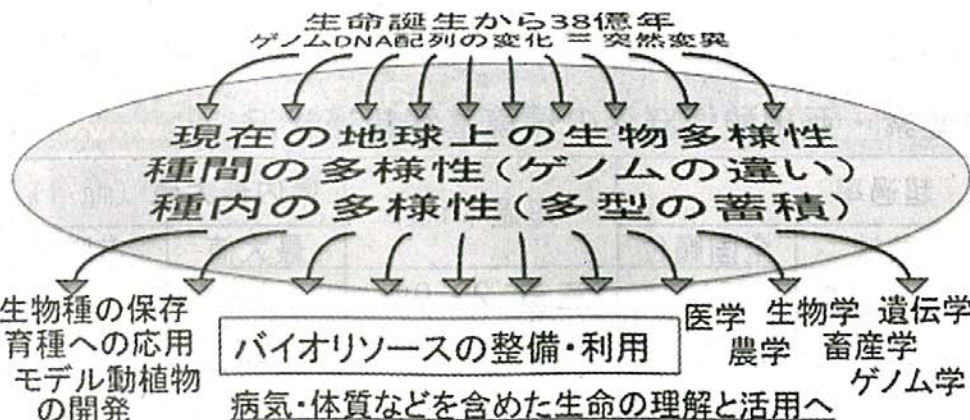 生命誕生から38億年
ゲノムDNA配列の変化 = 突然変異
現在の地球上の生物多様性
種間の多様性(ゲノムの違い)
種内の多様性(多型の蓄積)
生物種の保存
育種への応用
モデル動植物
の開発
バイオリソースの整備・利用
病気・体質などを含めた生命の理解と活用へ
医学 生物学 遺伝学
農学 畜産学
ゲノム学